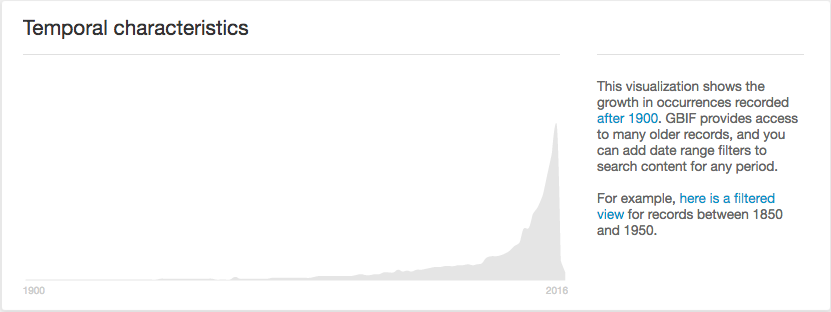 Temporal characteristics
This visualization shows the
growth in occurrences recorded
after 1900. GBIF provides access
to many older records, and you
can add date range filters to
search content for any period.
For example, here is a filtered
view for records between 1850
and 1950.
1900
2016